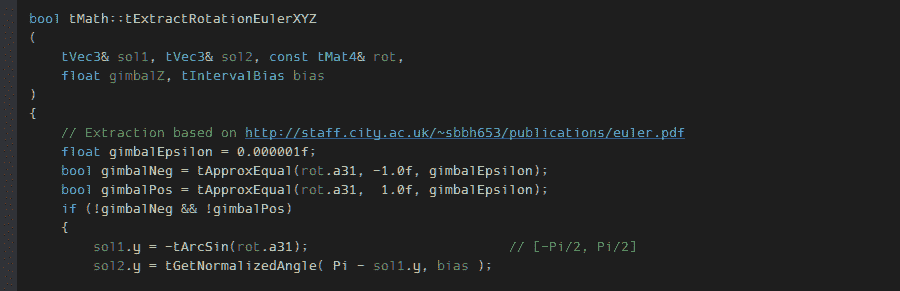 bool tMath::tExtractRotationEulerXYZ
(
    tVec3& sol1, tVec3& sol2, const tMat4& rot,
    float gimbalZ, tIntervalBias bias
)
{
    // Extraction based on http://staff.city.ac.uk/~sbbh653/publications/euler.pdf
    float gimbalEpsilon = 0.000001f;
    bool gimbalNeg = tApproxEqual(rot.a31, -1.0f, gimbalEpsilon);
    bool gimbalPos = tApproxEqual(rot.a31,  1.0f, gimbalEpsilon);
    if (!gimbalNeg && !gimbalPos)
    {
        sol1.y = -tArcSin(rot.a31);                         // [-Pi/2, Pi/2]
        sol2.y = tGetNormalizedAngle( Pi - sol1.y, bias );